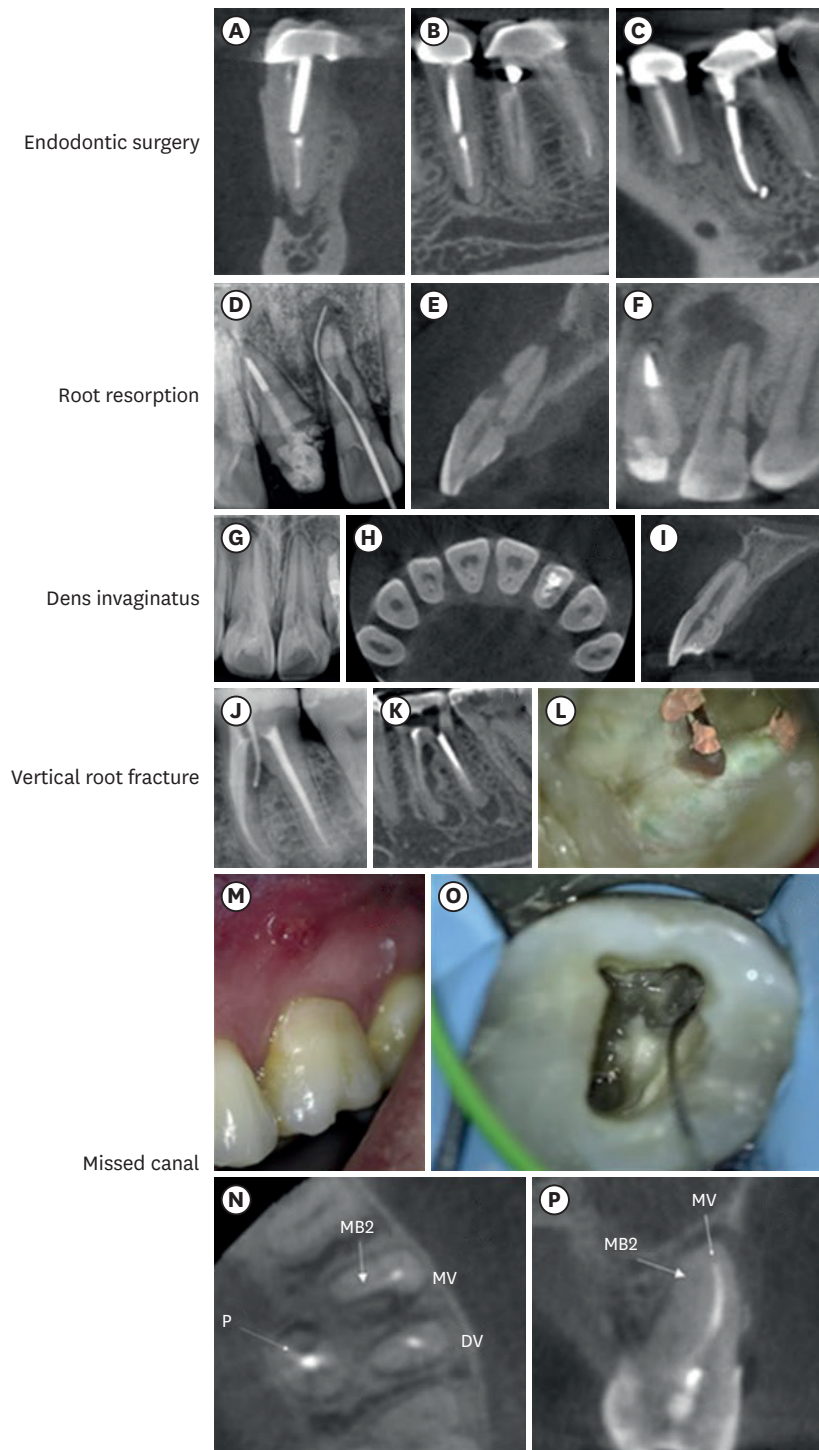 A
B
C
Endodontic surgery
D
E
F
Root resorption
G
H
I
Dens invaginatus
J
K
L
Vertical root fracture
M
O
Missed canal
N
MB2
MV
P
DV
P
MV
MB2